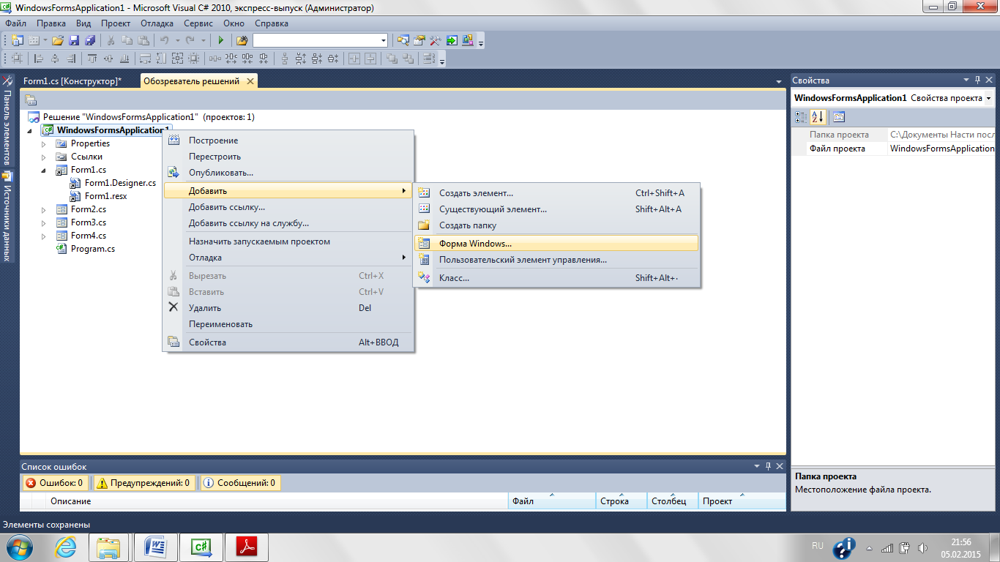 WindowsFormsApplication1 - Microsoft Visual C# 2010, экспресс-выпуск (Администратор)
Файл Правка Вид Проект Отладка Сервис Окно Справка
Form1.cs [Конструктор]*
Обозреватель решений
Панель элементов
Источники данных
Решение "WindowsFormsApplication1" (проектов: 1)
WindowsFormsApplication1
Properties
Ссылки
Form1.cs
Form1.Designer.cs
Form1.resx
Form2.cs
Form3.cs
Form4.cs
Program.cs
Построение
Перестроить
Опубликовать...
Добавить
Добавить ссылку...
Добавить ссылку на службу...
Назначить запускаемым проектом
Отладка
Вырезать Ctrl+X
Вставить Ctrl+V
Удалить Del
Переименовать
Свойства Alt+ВВОД
Создать элемент... Ctrl+Shift+A
Существующий элемент... Shift+Alt+A
Создать папку
Форма Windows...
Пользовательский элемент управления...
Класс... Shift+Alt+·
Свойства
WindowsFormsApplication1 Свойства проекта
Папка проекта C:\Документы Насти посл
Файл проекта WindowsFormsApplication
Папка проекта
Местоположение файла проекта.
Список ошибок
Ошибок: 0 Предупреждений: 0 Сообщений: 0
Описание Файл Строка Столбец Проект
Элементы сохранены
RU
21:56
05.02.2015